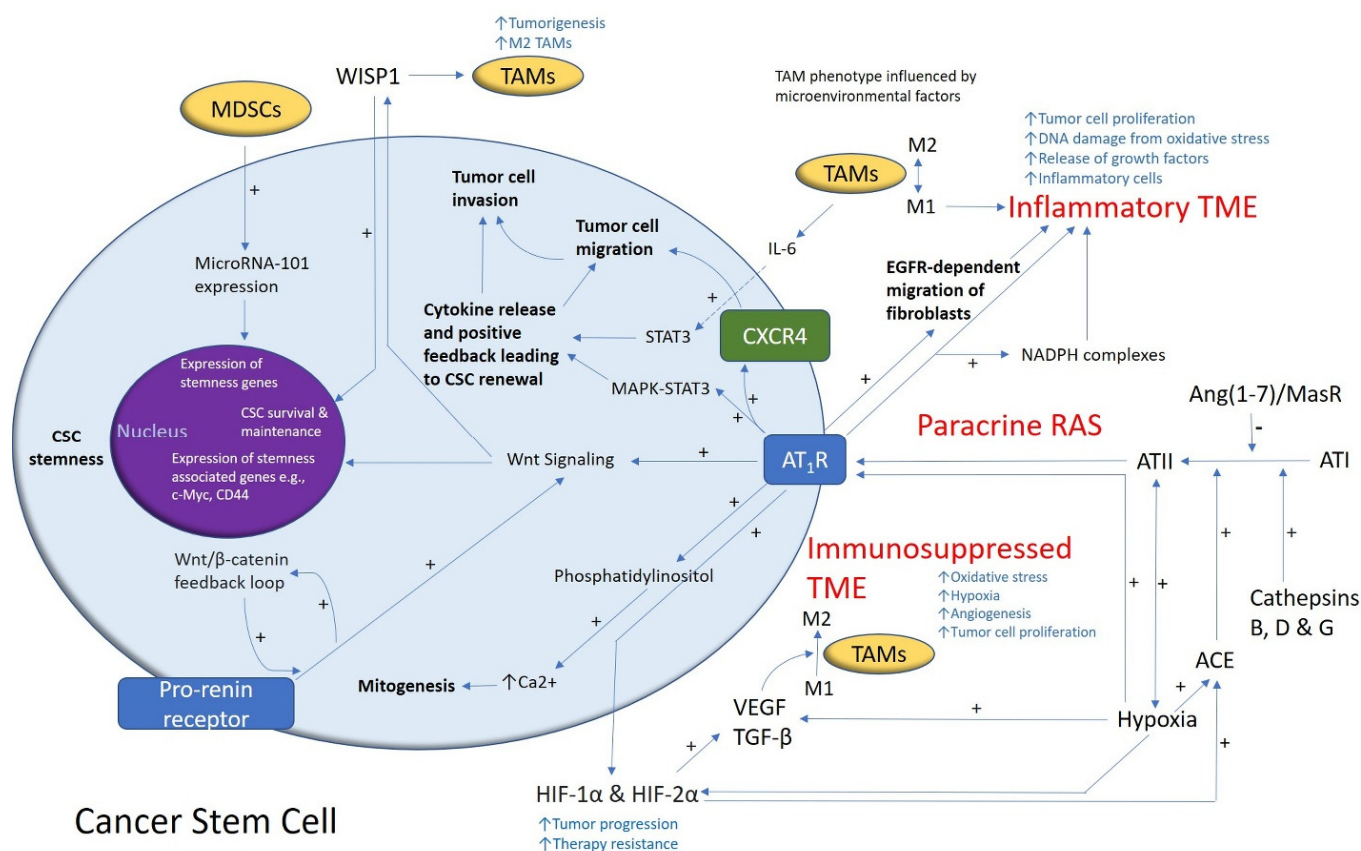 ↑Tumorigenesis
↑M2 TAMs
WISP1
TAMs
MDSCs
TAM phenotype influenced by
microenvironmental factors
↑Tumor cell proliferation
↑DNA damage from oxidative stress
↑Release of growth factors
↑Inflammatory cells
M2
TAMs
M1
Inflammatory TME
+
+
Tumor cell
invasion
Tumor cell
migration
IL-6
MicroRNA-101
expression
EGFR-dependent
migration of
fibroblasts
+
Cytokine release
and positive
feedback leading
to CSC renewal
STAT3
CXCR4
MAPK-STAT3
+
+
+
+
NADPH complexes
Expression of
stemness genes
CSC survival &
maintenance
Nucleus
Expression of stemness
associated genes e.g.,
c-Myc, CD44
CSC
stemness
Ang(1-7)/MasR
-
Paracrine RAS
Wnt Signaling
+
AT1R
ATII
ATI
+
+
+
+
Wnt/β-catenin
feedback loop
+
+
+
Phosphatidylinositol
+
Immunosuppressed
TME
↑Oxidative stress
↑Hypoxia
↑Angiogenesis
↑Tumor cell proliferation
+
+
Cathepsins
B, D & G
M2
TAMs
M1
ACE
+
Pro-renin
receptor
Mitogenesis
↑Ca2+
VEGF
TGF-β
+
Hypoxia
+
+
HIF-1α & HIF-2α
↑Tumor progression
↑Therapy resistance
Cancer Stem Cell